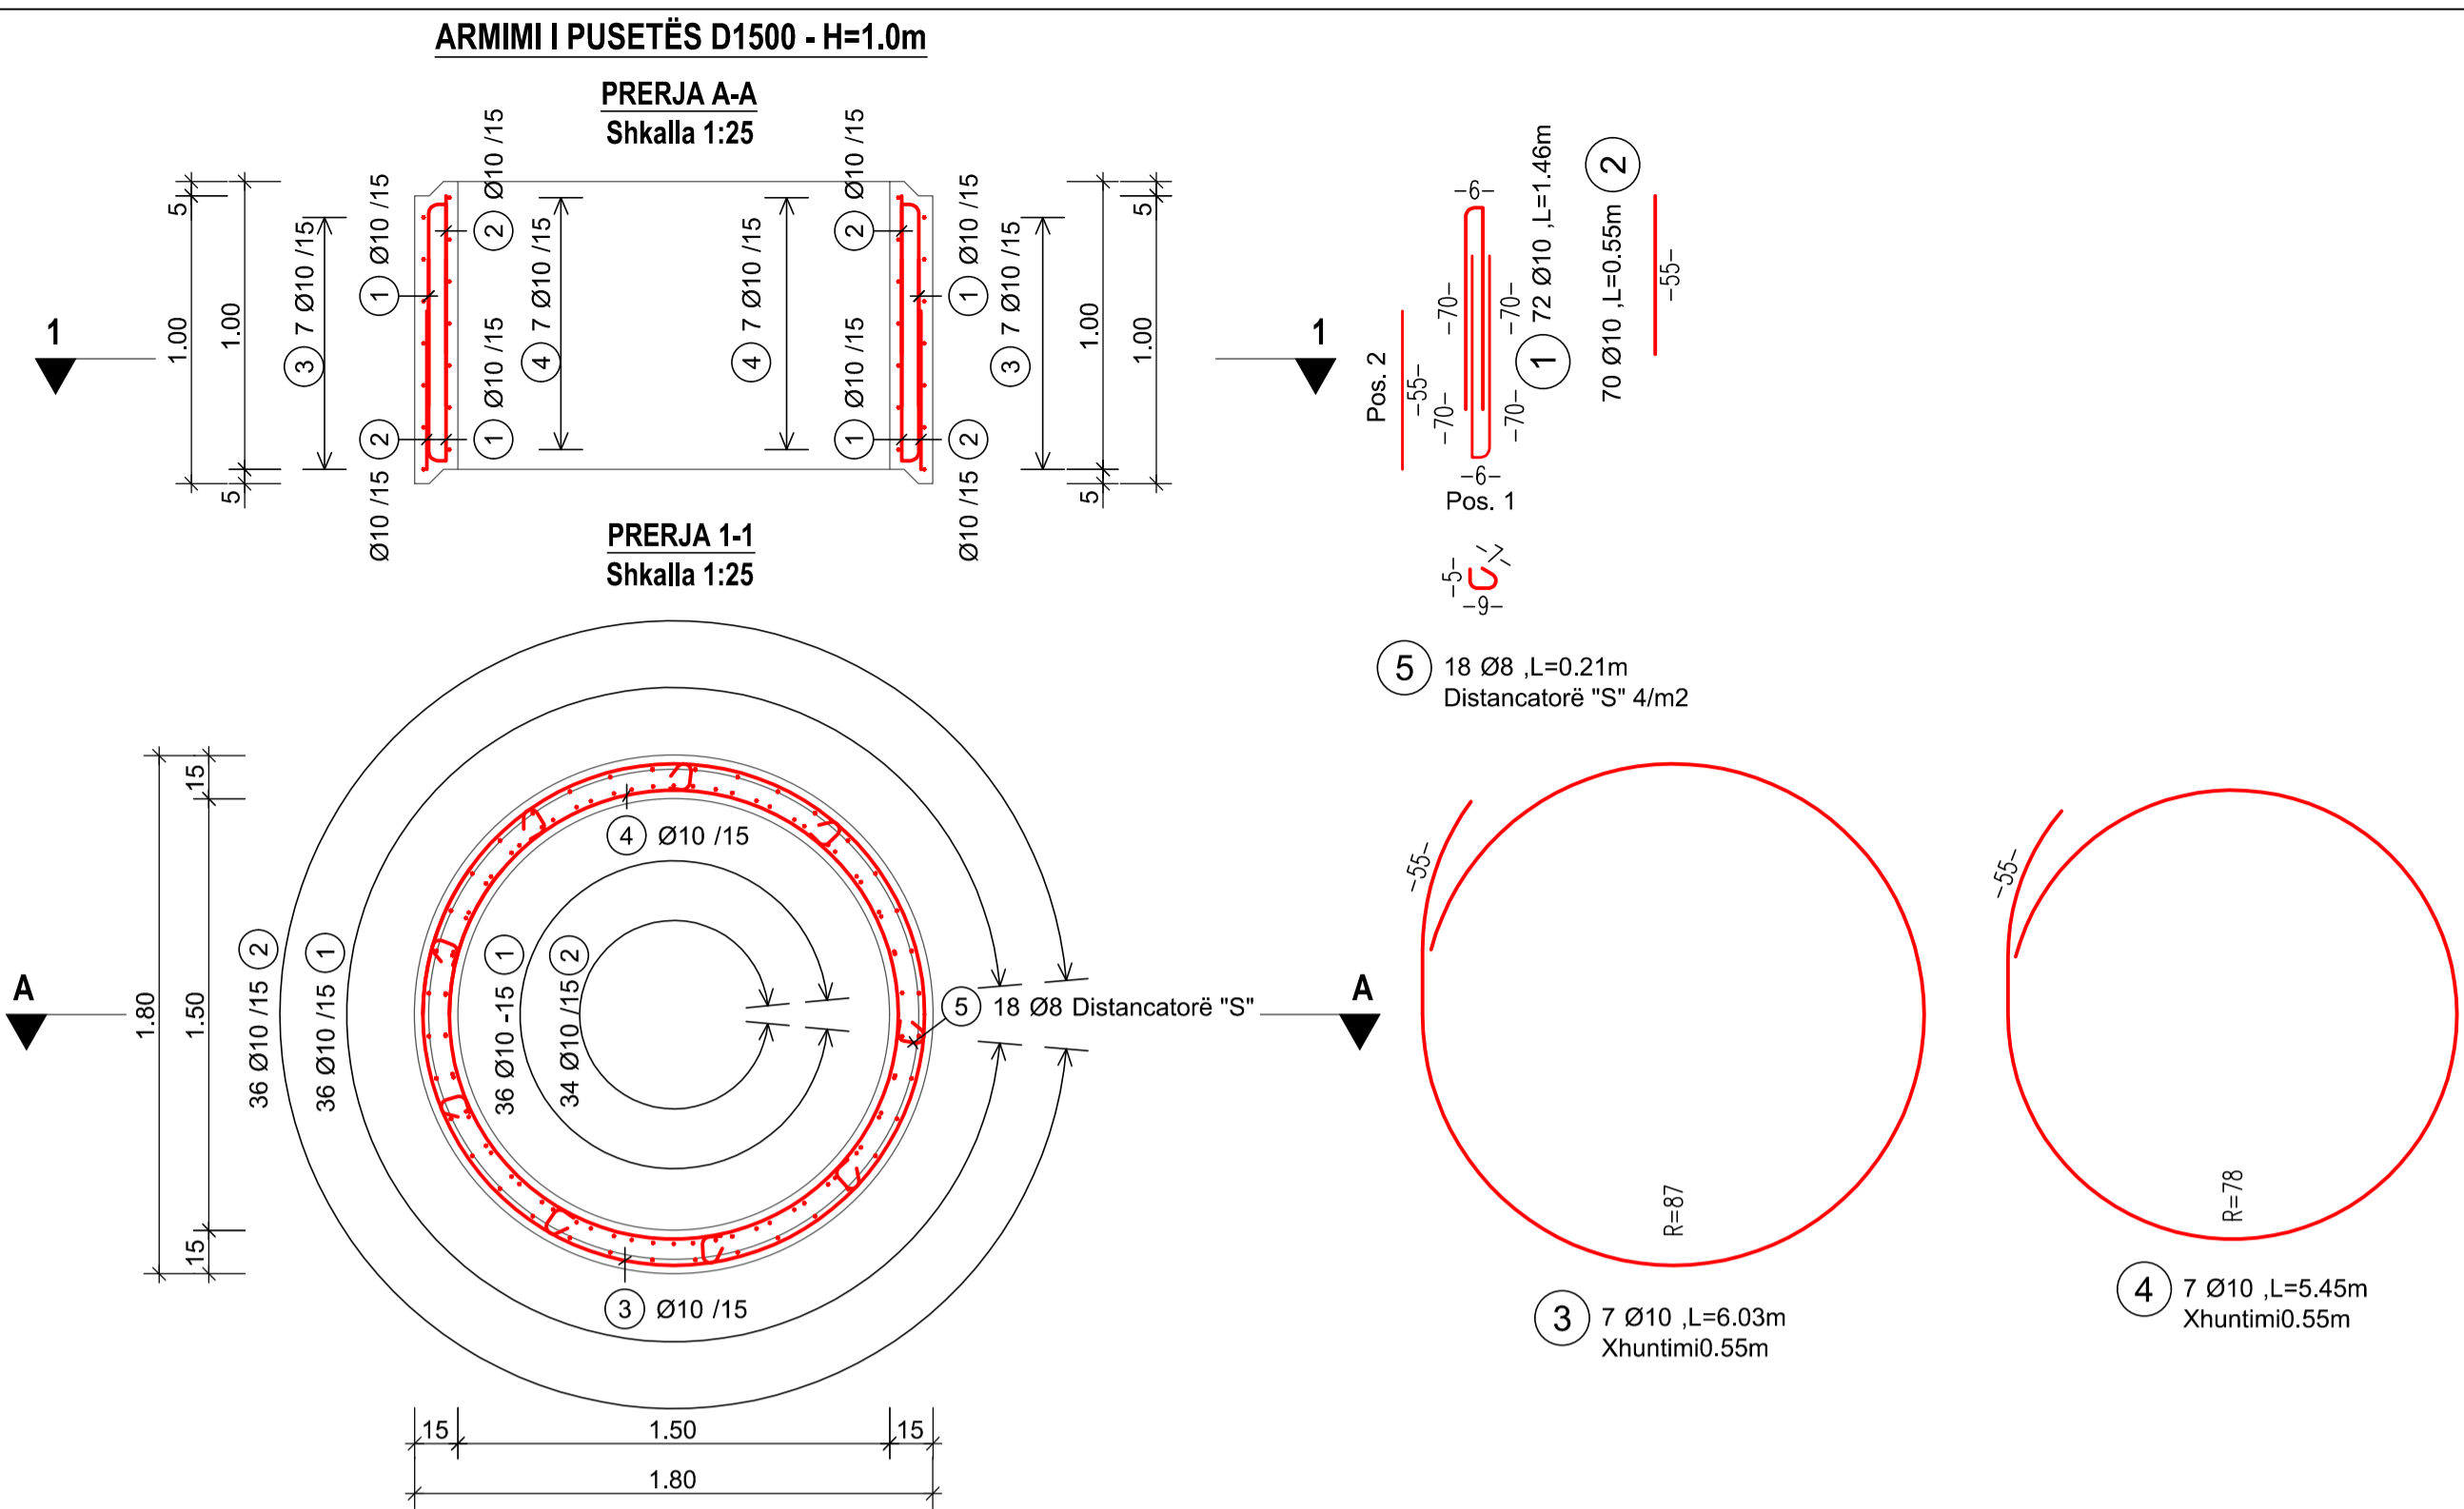 ARMIMI I PUSETËS D1500 - H=1.0m
PRERJA A-A
Shkalla 1:25
5
1.00
1.00
5
3 7 Ø10 /15
1 Ø10 /15
2 Ø10 /15
2 Ø10 /15
1 Ø10 /15
4 7 Ø10 /15
4 7 Ø10 /15
2 Ø10 /15
1 Ø10 /15
1 Ø10 /15
2 Ø10 /15
3 7 Ø10 /15
1.00
5
5
1.00
1
1
Pos. 2
-55-
-6-
-70-
-70-
-70-
-70-
-6-
Pos. 1
1 72 Ø10 ,L=1.46m
2 70 Ø10 ,L=0.55m
-55-
-5-
-7-
-9-
5 18 Ø8 ,L=0.21m
Distancatorë "S" 4/m2
PRERJA 1-1
Shkalla 1:25
1.80
15
1.50
15
36 Ø10 /15 2
36 Ø10 /15 1
36 Ø10 -15 1
34 Ø10 /15 2
4 Ø10 /15
3 Ø10 /15
5 18 Ø8 Distancatorë "S"
A
A
15
1.50
15
1.80
-55-
R=87
3 7 Ø10 ,L=6.03m
Xhuntimi0.55m
-55-
R=78
4 7 Ø10 ,L=5.45m
Xhuntimi0.55m